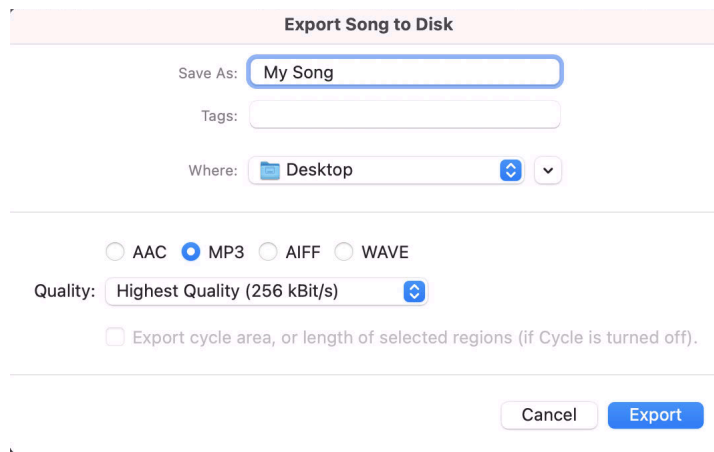 Export Song to Disk
Save As: My Song
Tags:
Where: Desktop
AAC MP3 AIFF WAVE
Quality: Highest Quality (256 kBit/s)
Export cycle area, or length of selected regions (if Cycle is turned off).
Cancel Export